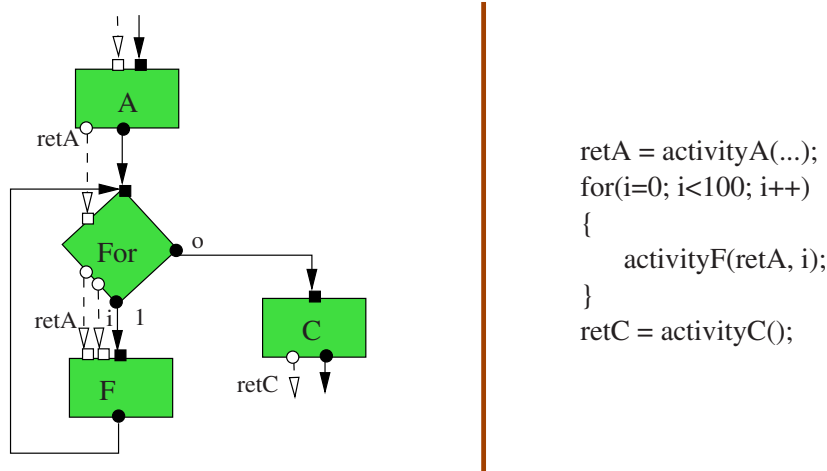 A
retA
For
o
retA
i
1
C
F
retC
retA = activityA(...);
for(i=0; i<100; i++)
{
activityF(retA, i);
}
retC = activityC();